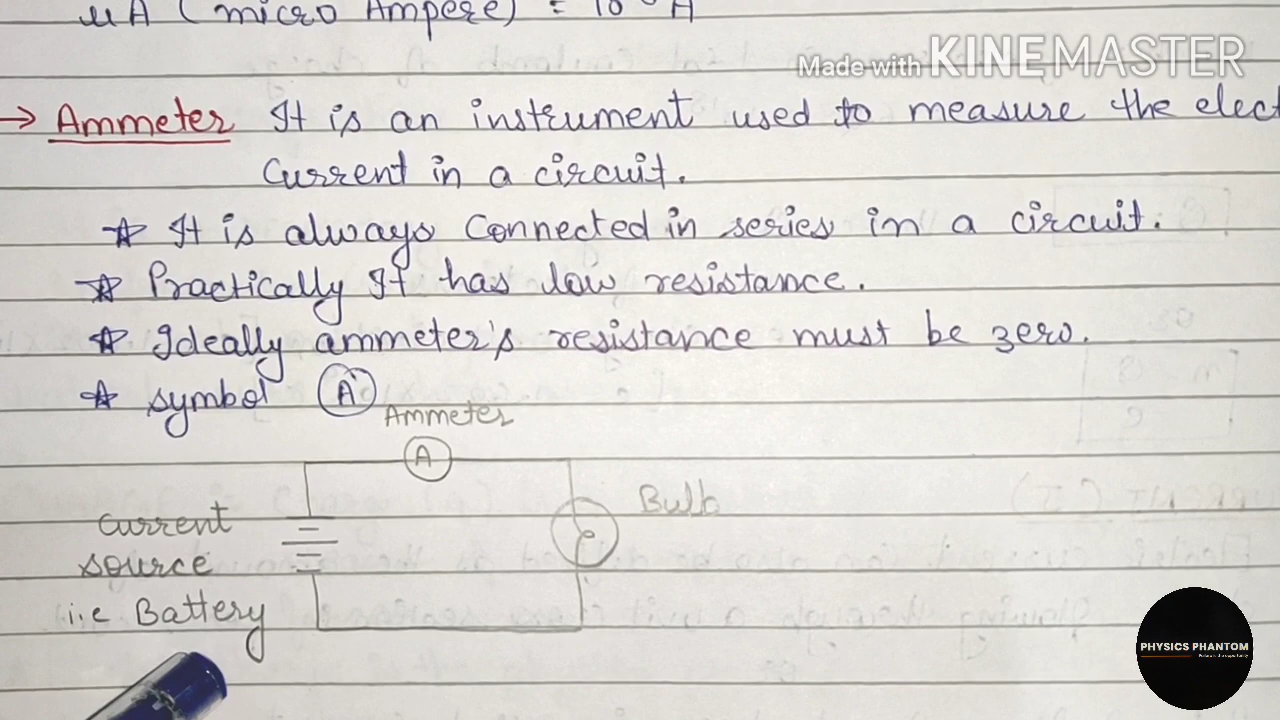 μA (micro Ampere) = 10 A
Made with KINEMASTER
→ Ammeter It is an instrument used to measure the elect
current in a circuit.
☆ It is always connected in series in a circuit.
☆ Practically It has low resistance.
☆ Ideally ammeter's resistance must be zero.
☆ symbol A
Ammeter
A
Bulb
current
source
i.e Battery
PHYSICS PHANTOM